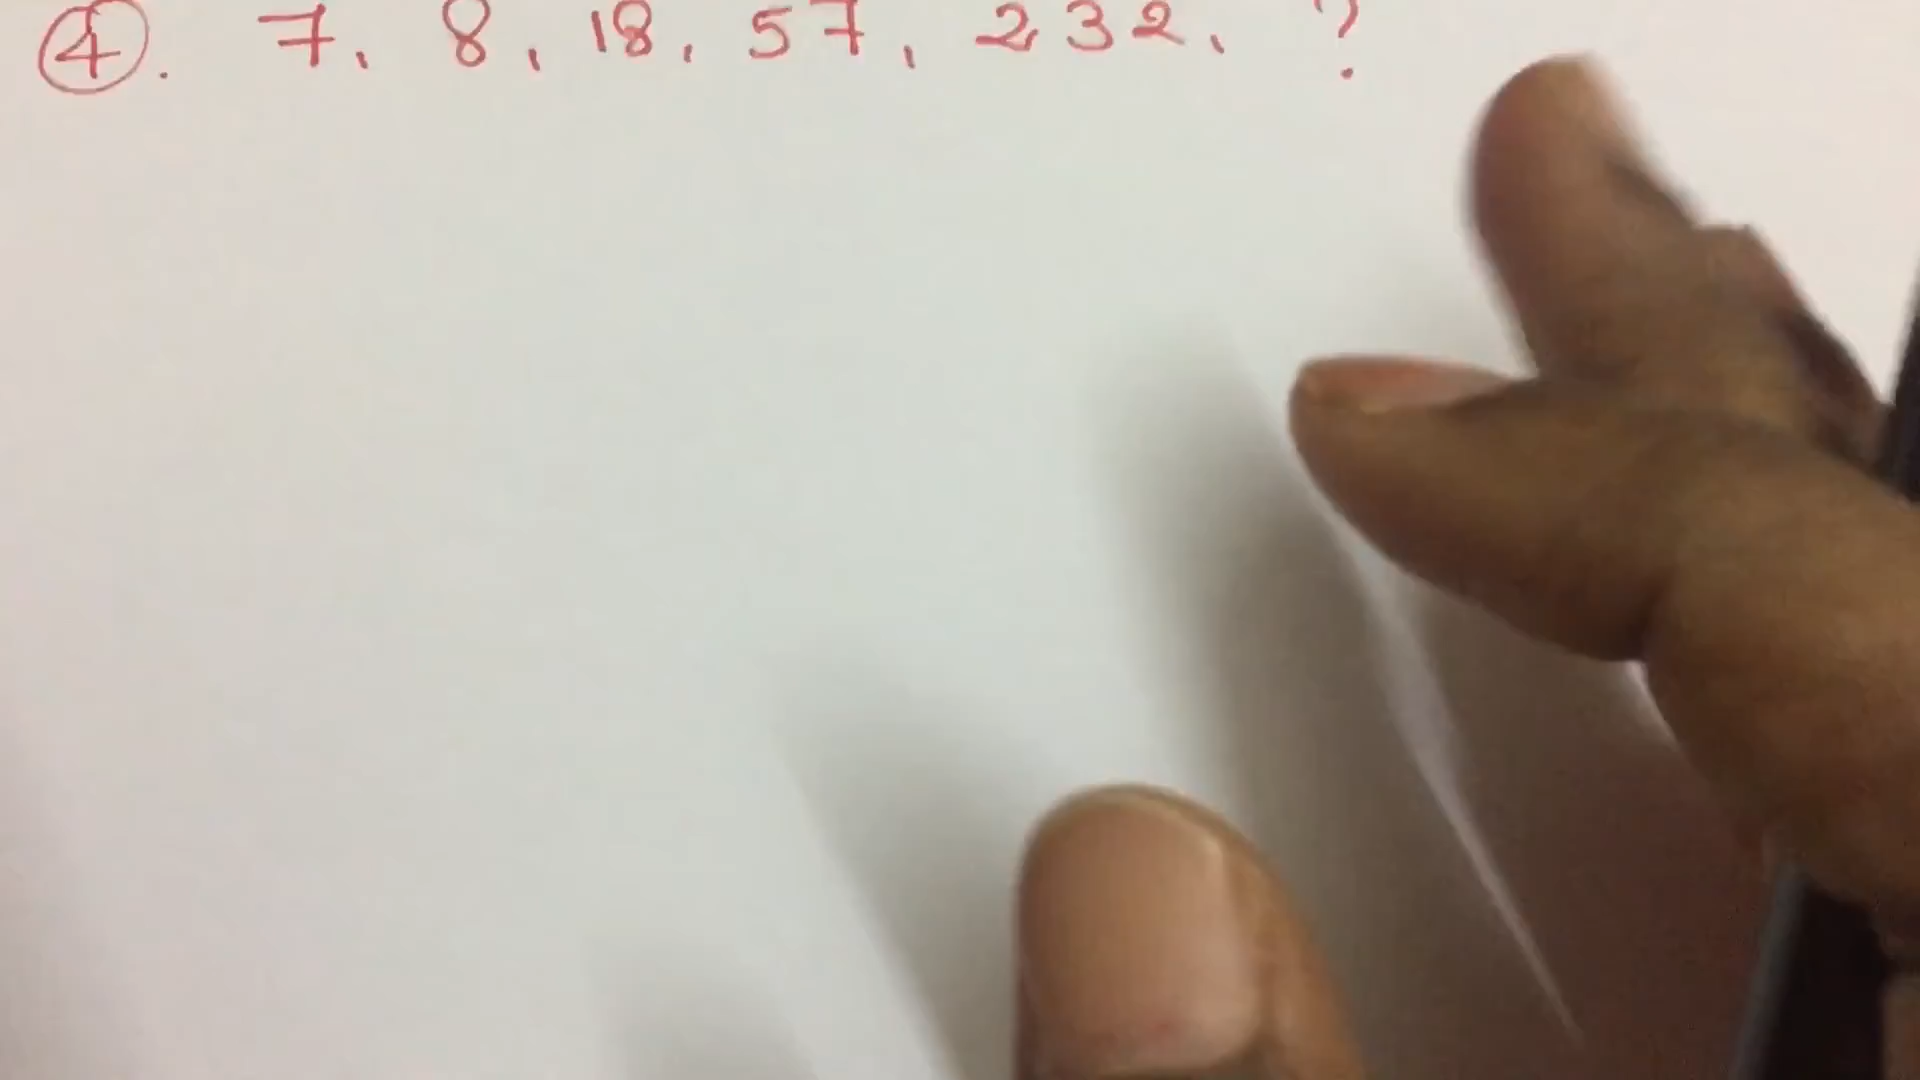 ④. 7, 8, 18, 57, 232, ?